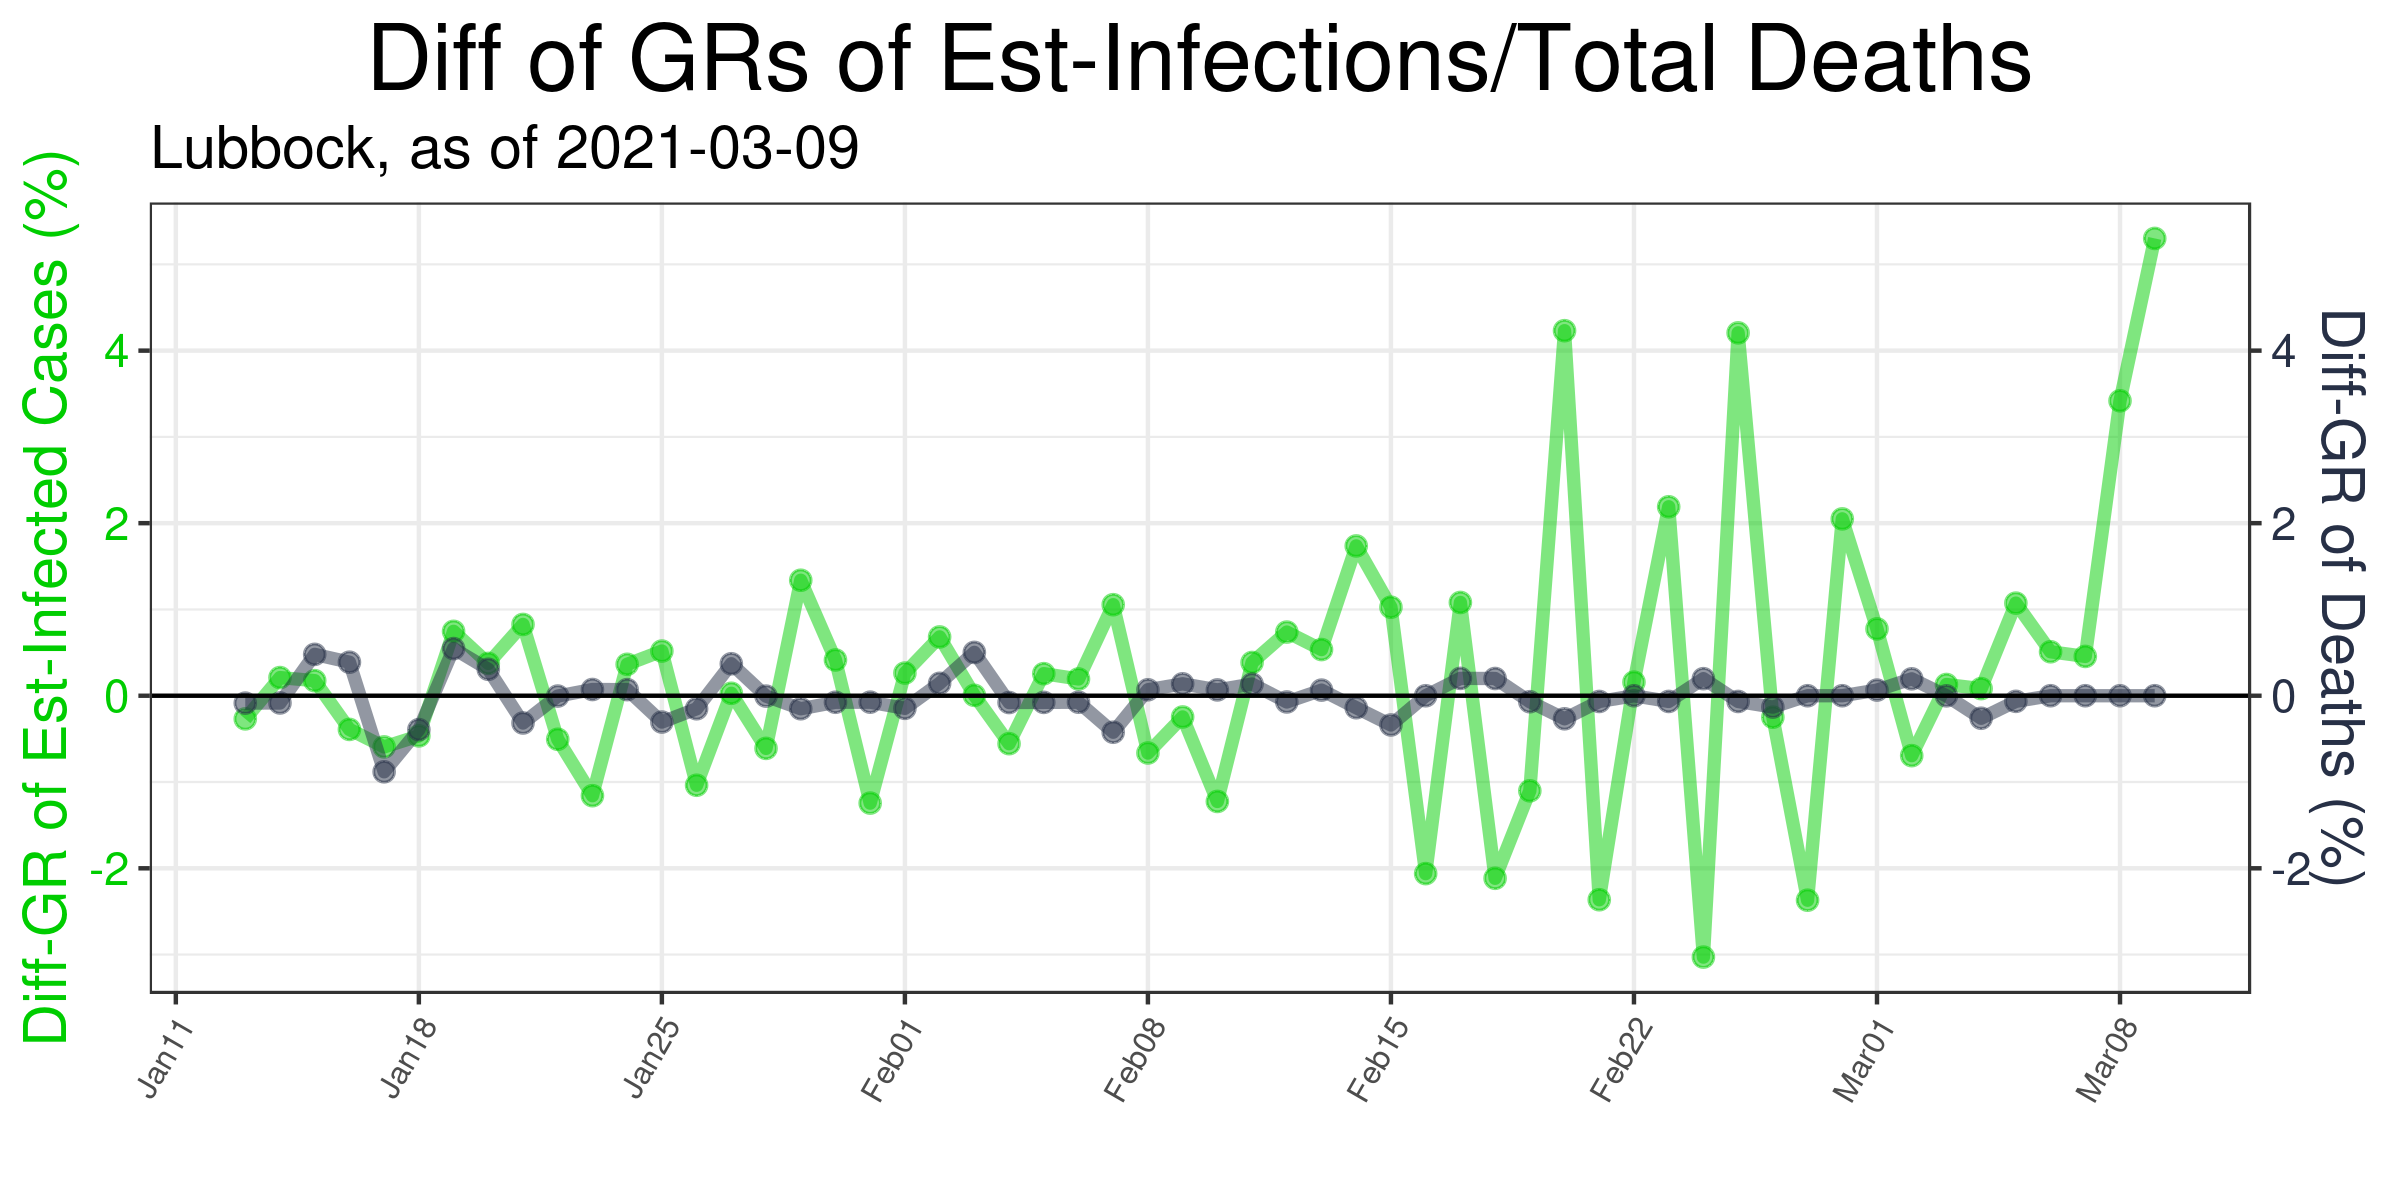 Diff of GRs of Est-Infections/Total Deaths
Lubbock, as of 2021-03-09
Diff-GR of Est-Infected Cases (%)
4
2
0
-2
4
2
0
-2
Diff-GR of Deaths (%)
Jan11
Jan18
Jan25
Feb01
Feb08
Feb15
Feb22
Mar01
Mar08